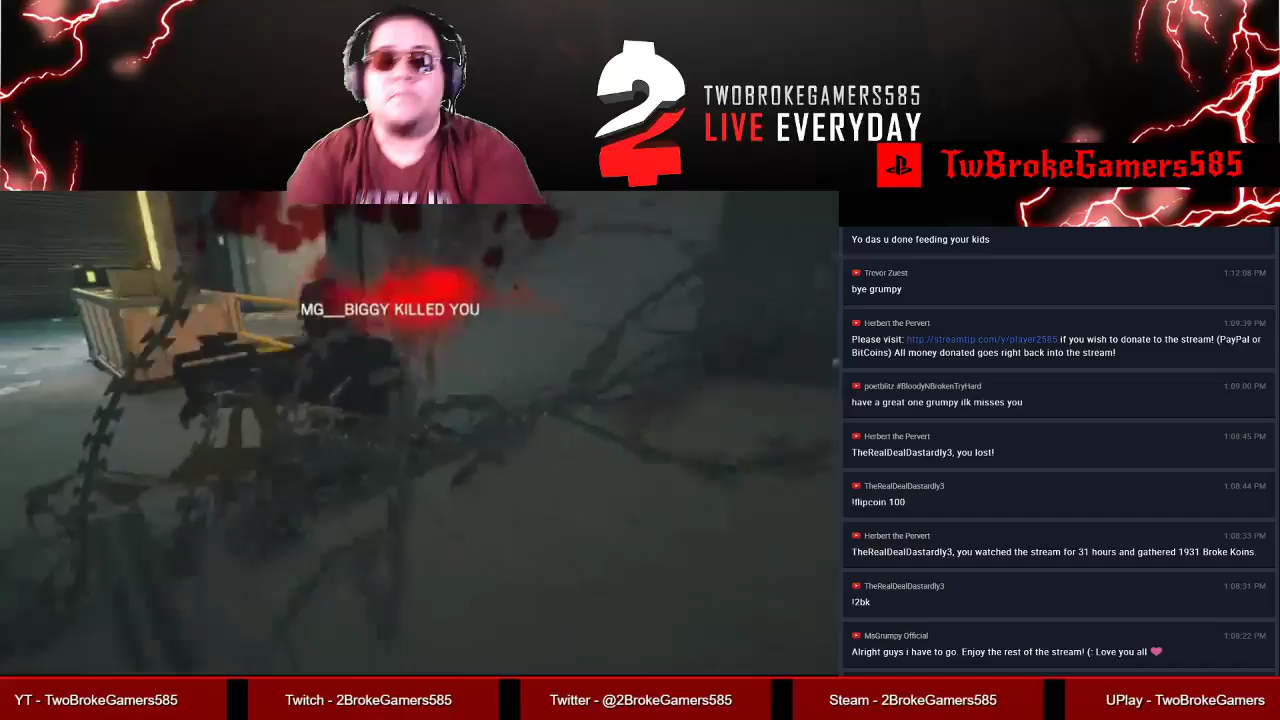 TWOBROKEGAMERS585
LIVE EVERYDAY
TwBrokeGamers585
MG__BIGGY KILLED YOU
Yo das u done feeding your kids
Trevor Zuest 1:12:08 PM
bye grumpy
Herbert the Pervert 1:09:39 PM
Please visit: http://streamtip.com/y/player2585 if you wish to donate to the stream! (PayPal or
BitCoins) All money donated goes right back into the stream!
poetblitz #BloodyNBrokenTryHard 1:09:00 PM
have a great one grumpy ilk misses you
Herbert the Pervert 1:08:45 PM
TheRealDealDastardly3, you lost!
TheRealDealDastardly3 1:08:44 PM
!flipcoin 100
Herbert the Pervert 1:08:33 PM
TheRealDealDastardly3, you watched the stream for 31 hours and gathered 1931 Broke Koins.
TheRealDealDastardly3 1:08:31 PM
!2bk
MsGrumpy Official 1:08:22 PM
Alright guys i have to go. Enjoy the rest of the stream! (: Love you all
YT - TwoBrokeGamers585
Twitch - 2BrokeGamers585
Twitter - @2BrokeGamers585
Steam - 2BrokeGamers585
UPlay - TwoBrokeGamers